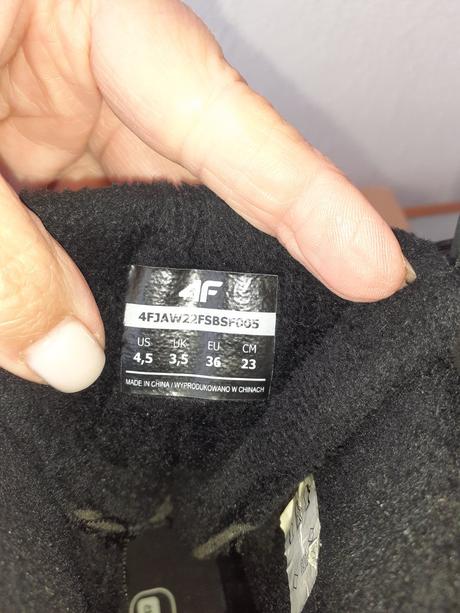 4F
4FJAW22FSBSF005
US UK EU CM
4,5 3,5 36 23
MADE IN CHINA / WYPRODUKOWANO W CHINACH